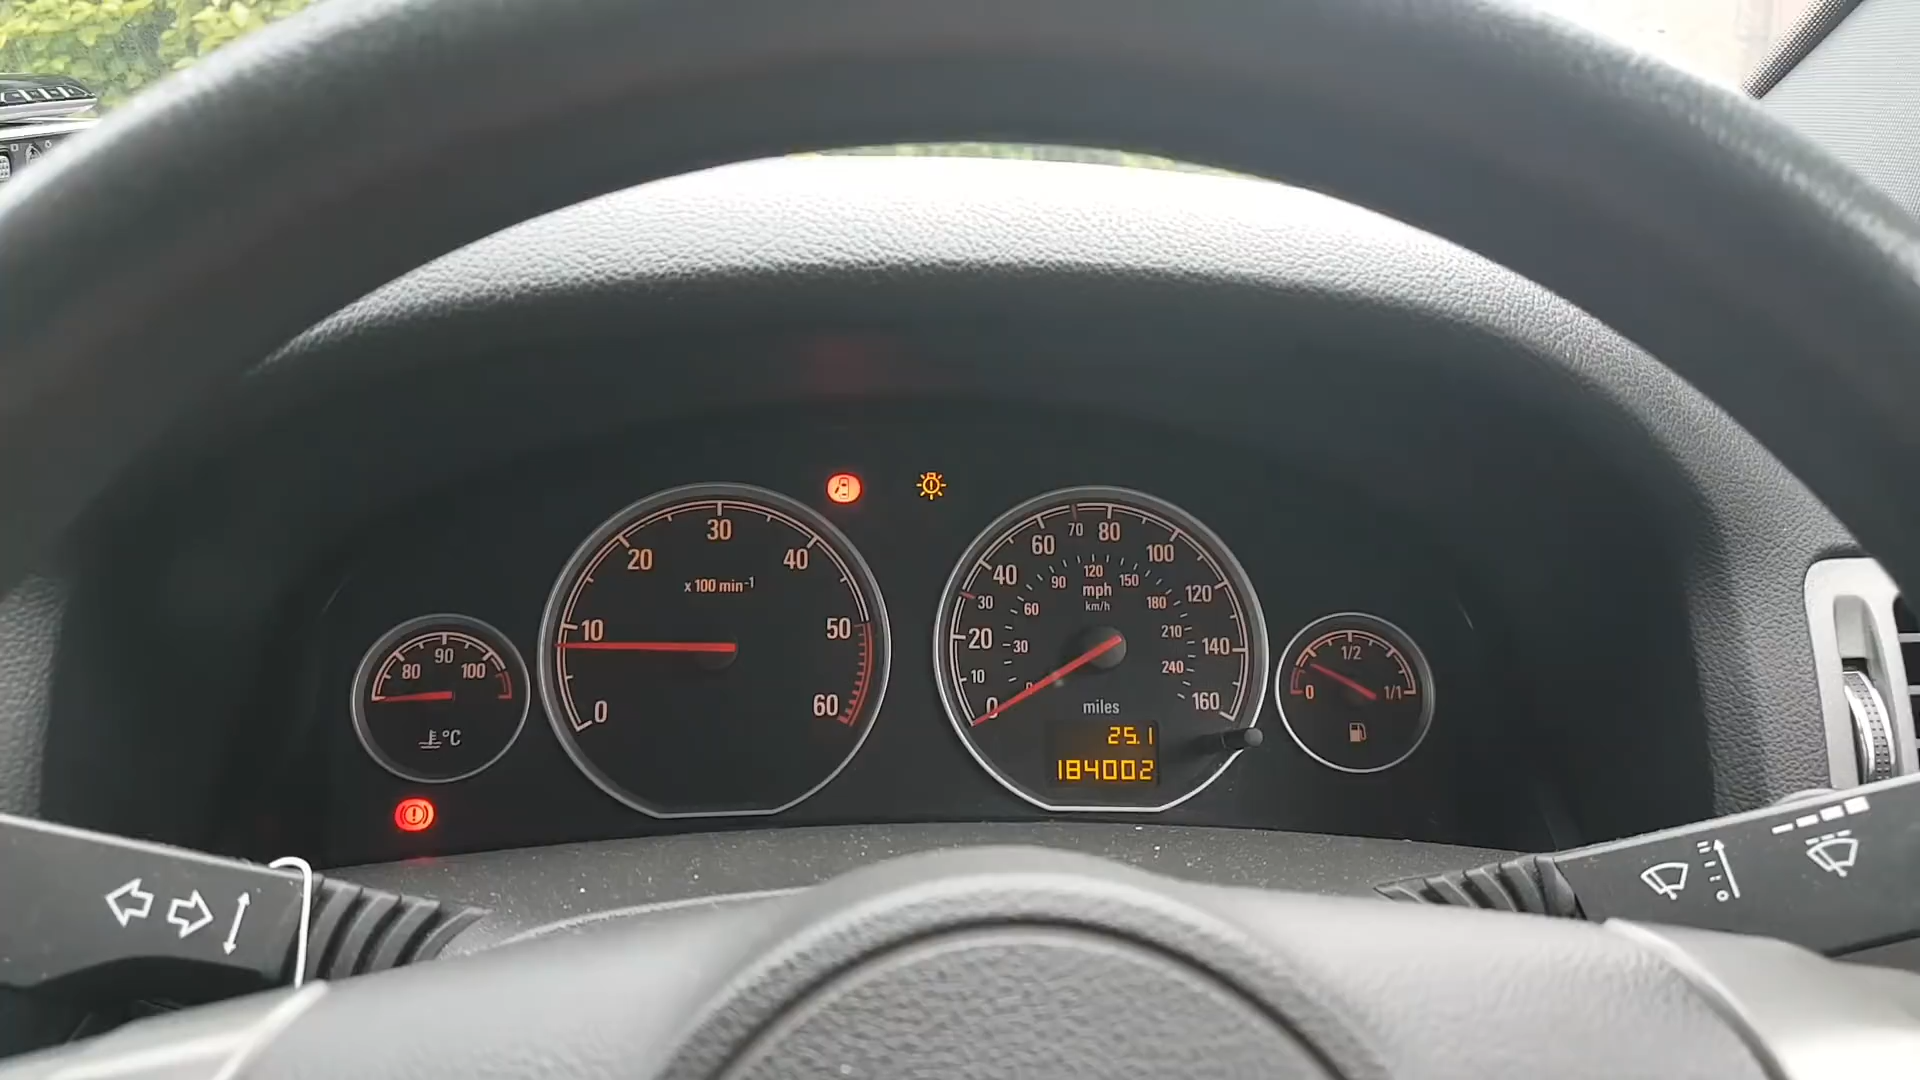 80 90 100
°C
0 10 20 30 40 50 60
x 100 min-1
0 10 20 30 40 60 70 80 100 120 140 160
30 60 90 120 150 180 210 240
mph
km/h
miles
25.1
184002
0 1/2 1/1